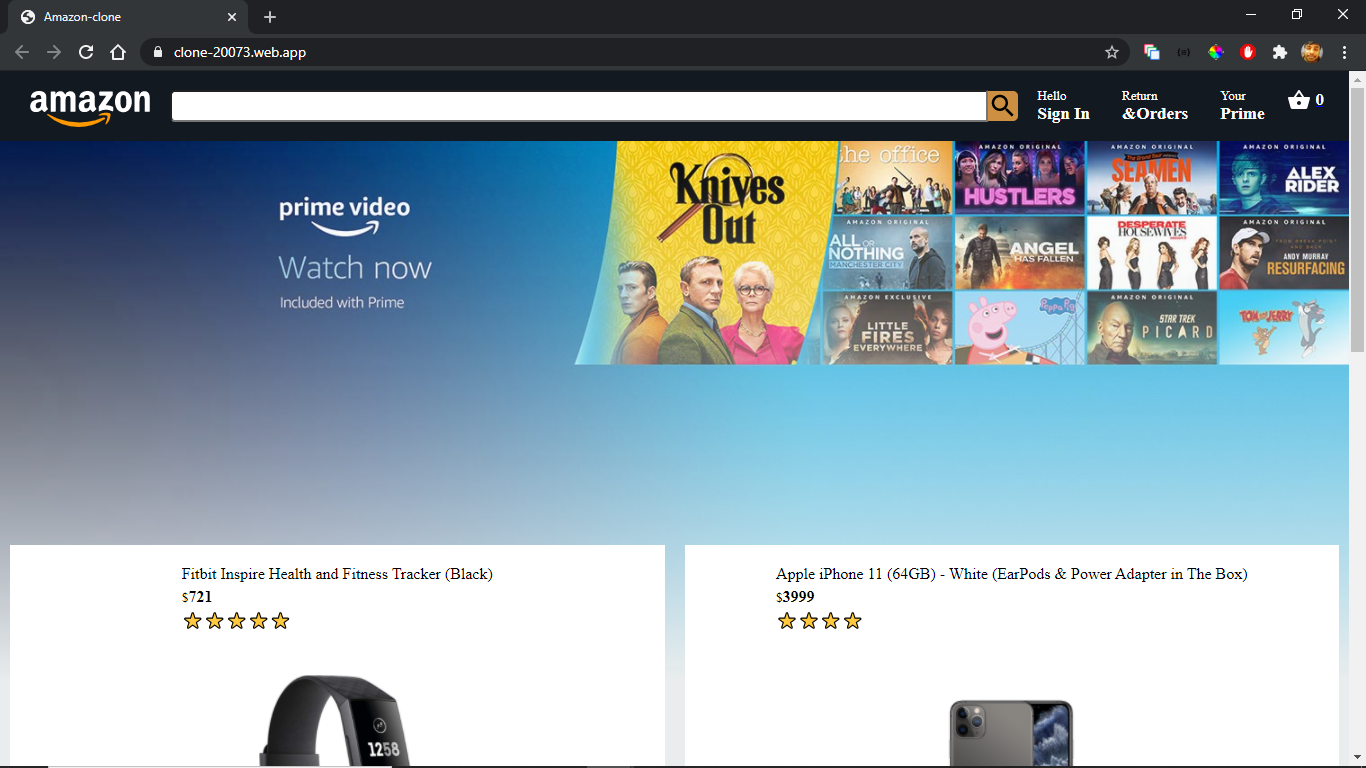 Amazon-clone
clone-20073.web.app
amazon
Hello
Sign In
Return
&Orders
Your
Prime
0
prime video
Watch now
Included with Prime
Knives
Out
the office
AMAZON ORIGINAL
HUSTLERS
AMAZON ORIGINAL
The Grand Tour
SEAMEN
AMAZON ORIGINAL
ALEX
RIDER
AMAZON ORIGINAL
ALL OR
NOTHING
MANCHESTER CITY
ANGEL
HAS FALLEN
DESPERATE
HOUSEWIVES
AMAZON ORIGINAL
ANDY MURRAY
RESURFACING
AMAZON EXCLUSIVE
LITTLE
FIRES
EVERYWHERE
Peppa Pig
AMAZON ORIGINAL
STAR TREK
PICARD
TOM AND JERRY
Fitbit Inspire Health and Fitness Tracker (Black)
$721
Apple iPhone 11 (64GB) - White (EarPods & Power Adapter in The Box)
$3999
1258